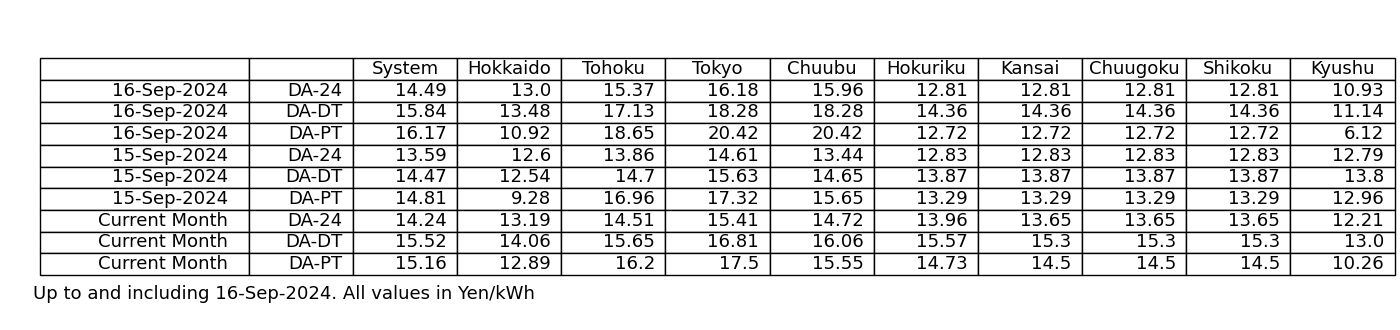 System Hokkaido Tohoku Tokyo Chuubu Hokuriku Kansai Chuugoku Shikoku Kyushu
16-Sep-2024 DA-24 14.49 13.0 15.37 16.18 15.96 12.81 12.81 12.81 12.81 10.93
16-Sep-2024 DA-DT 15.84 13.48 17.13 18.28 18.28 14.36 14.36 14.36 14.36 11.14
16-Sep-2024 DA-PT 16.17 10.92 18.65 20.42 20.42 12.72 12.72 12.72 12.72 6.12
15-Sep-2024 DA-24 13.59 12.6 13.86 14.61 13.44 12.83 12.83 12.83 12.83 12.79
15-Sep-2024 DA-DT 14.47 12.54 14.7 15.63 14.65 13.87 13.87 13.87 13.87 13.8
15-Sep-2024 DA-PT 14.81 9.28 16.96 17.32 15.65 13.29 13.29 13.29 13.29 12.96
Current Month DA-24 14.24 13.19 14.51 15.41 14.72 13.96 13.65 13.65 13.65 12.21
Current Month DA-DT 15.52 14.06 15.65 16.81 16.06 15.57 15.3 15.3 15.3 13.0
Current Month DA-PT 15.16 12.89 16.2 17.5 15.55 14.73 14.5 14.5 14.5 10.26
Up to and including 16-Sep-2024. All values in Yen/kWh